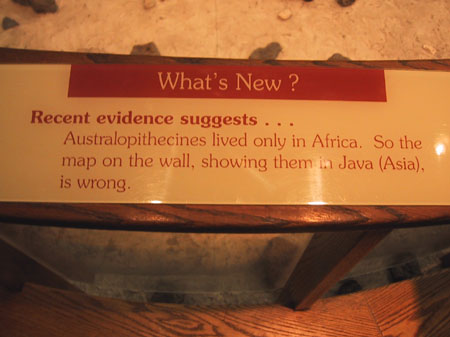 What's New ?
Recent evidence suggests . . .
Australopithecines lived only in Africa. So the
map on the wall, showing them in Java (Asia),
is wrong.